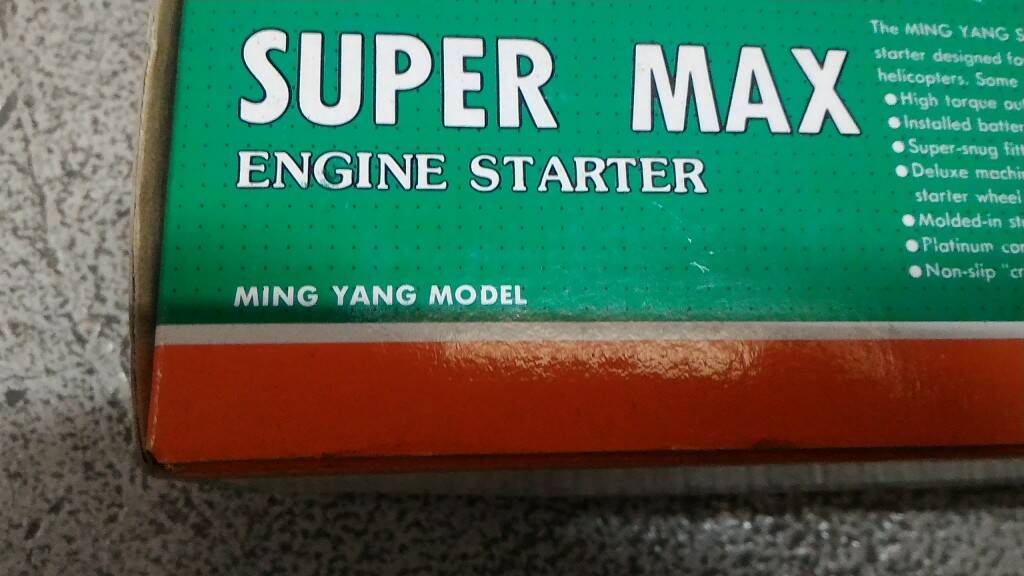 SUPER MAX
ENGINE STARTER
MING YANG MODEL
The MING YANG
starter designed
helicopters. Some
●High torque
●Installed
●Super-snug
●Deluxe
starter wheel
●Molded-in
●Platinum
●Non-slip